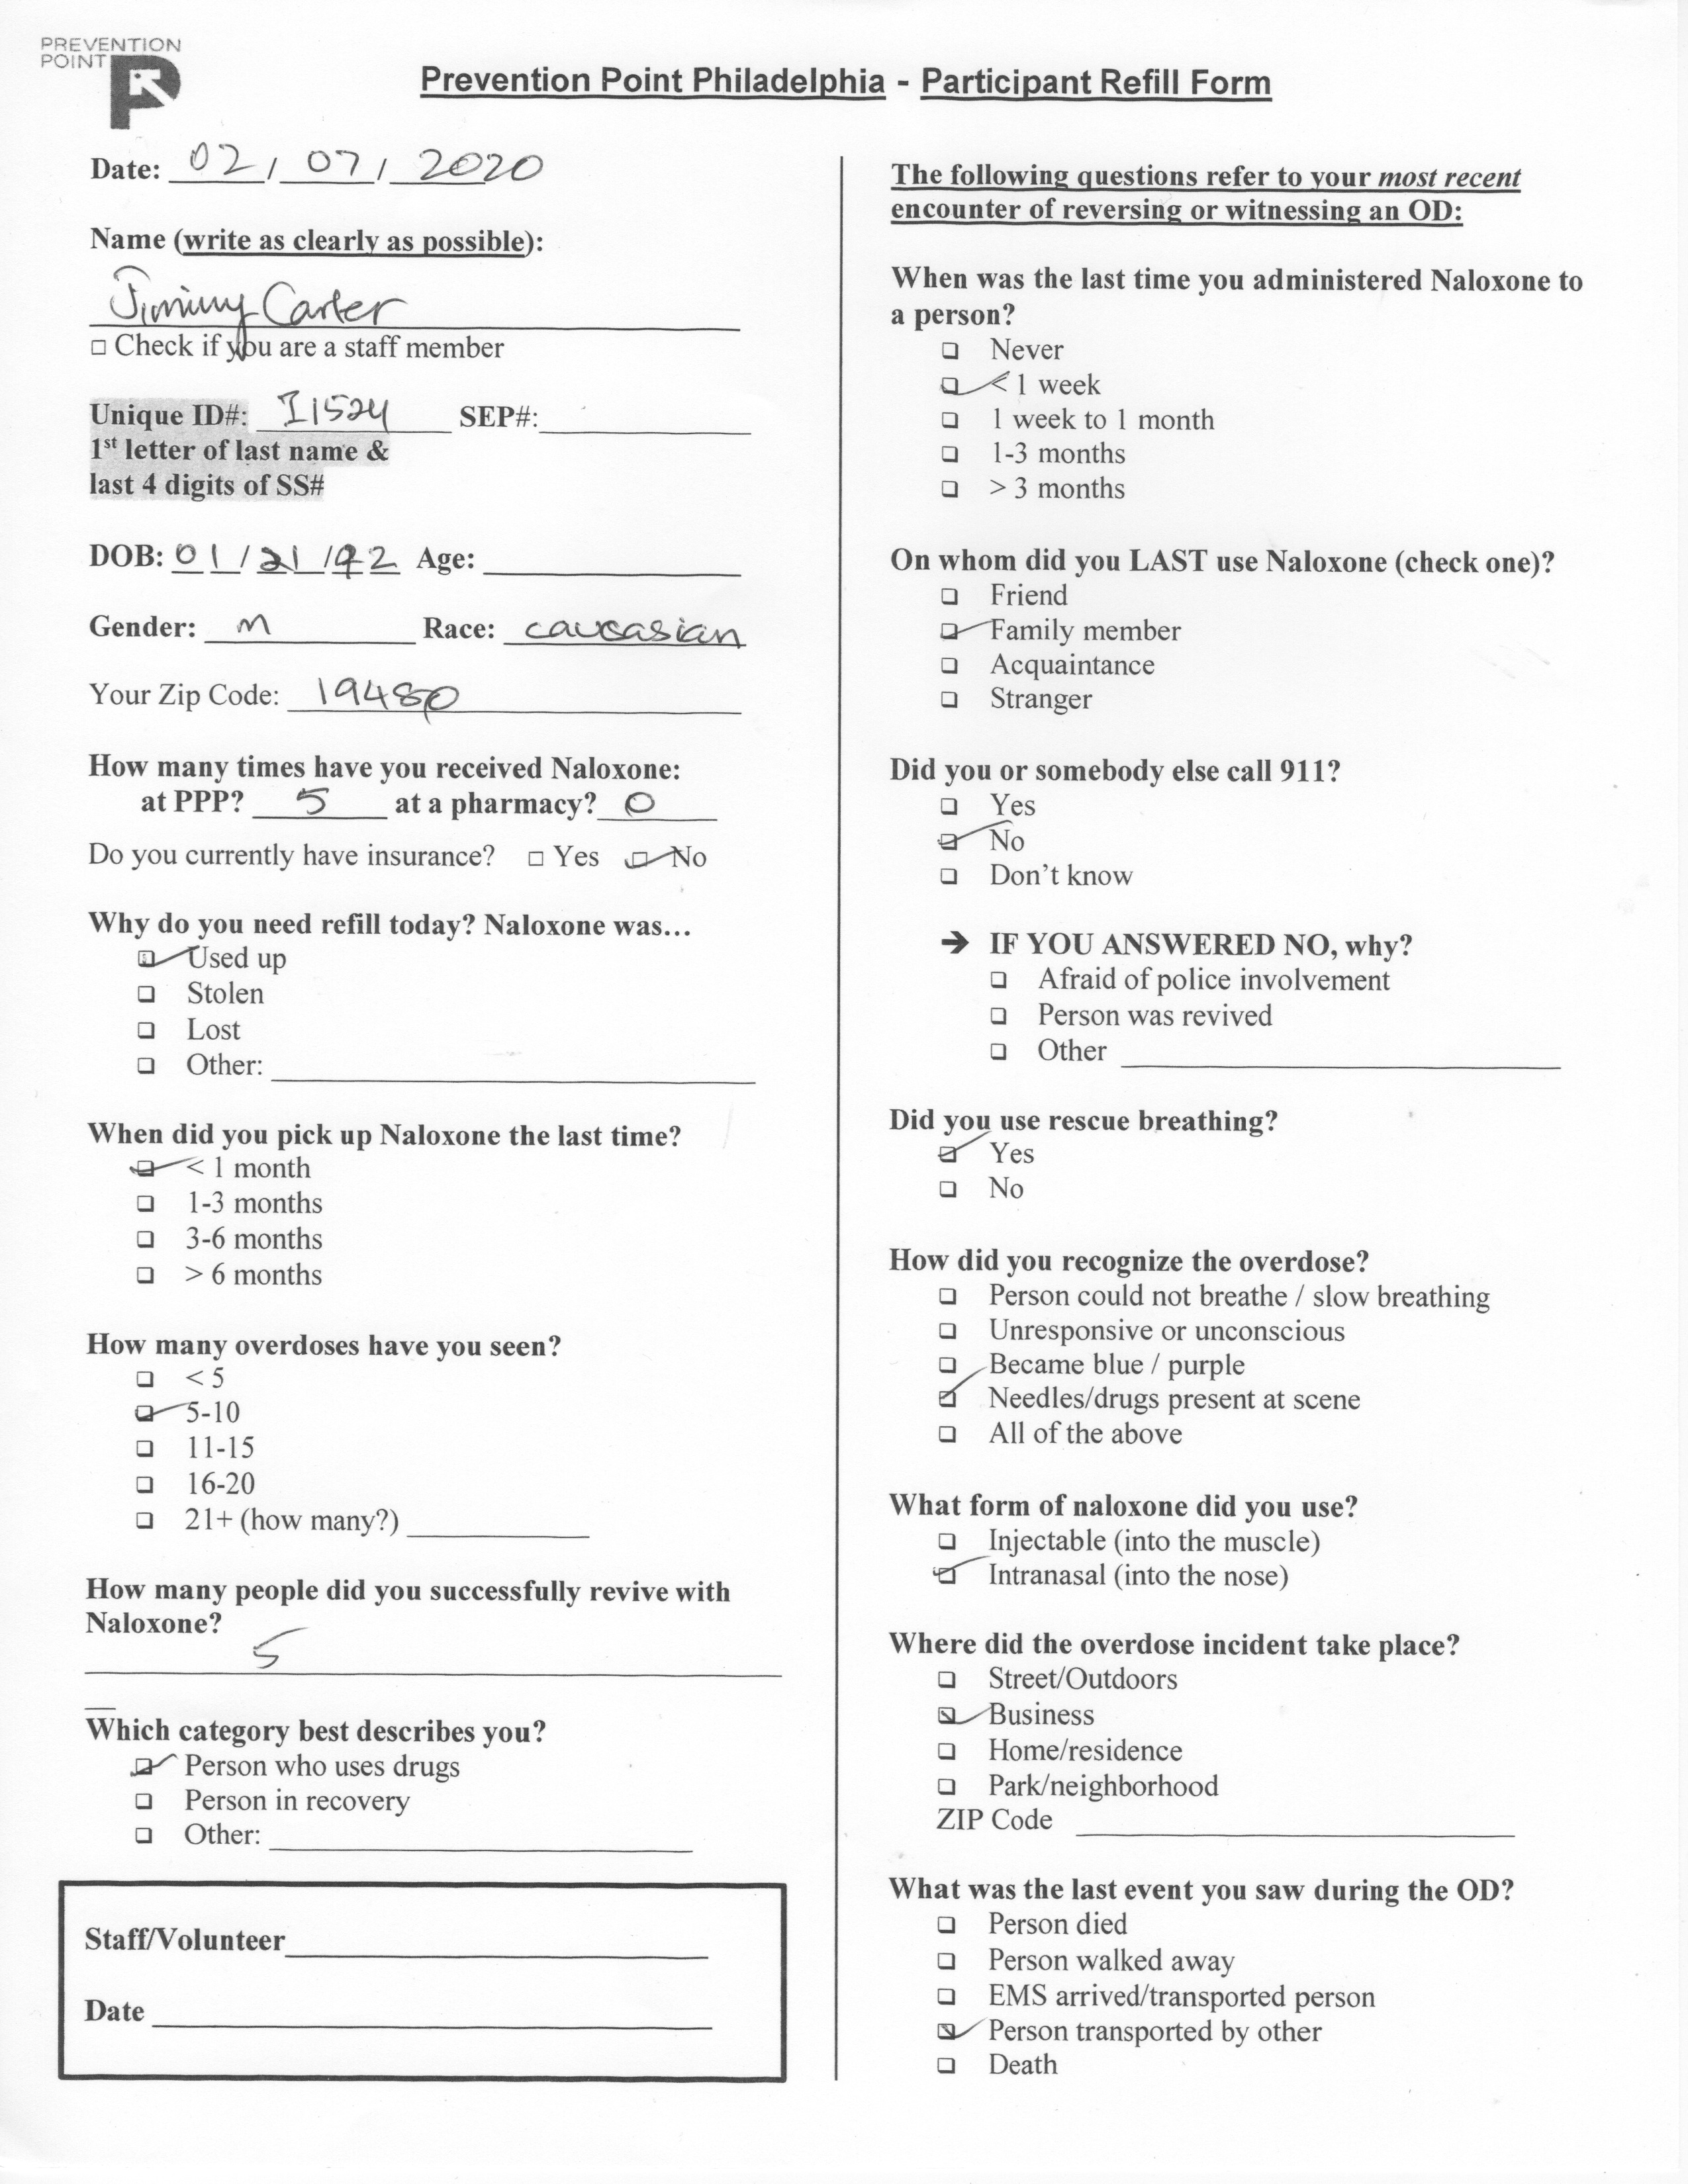 PREVENTION
POINT
Prevention Point Philadelphia - Participant Refill Form
Date: 02 / 07 / 2020
Name (write as clearly as possible):
Jimmy Carter
□ Check if you are a staff member
Unique ID#: I1524 SEP#:
1st letter of last name &
last 4 digits of SS#
DOB: 01/21/92 Age:
Gender: M Race: caucasian
Your Zip Code: 19480
How many times have you received Naloxone:
at PPP? 5 at a pharmacy? 0
Do you currently have insurance? □ Yes ☑ No
Why do you need refill today? Naloxone was...
☑ Used up
□ Stolen
□ Lost
□ Other:
When did you pick up Naloxone the last time?
☑ < 1 month
□ 1-3 months
□ 3-6 months
□ > 6 months
How many overdoses have you seen?
□ < 5
☑ 5-10
□ 11-15
□ 16-20
□ 21+ (how many?)
How many people did you successfully revive with
Naloxone?
5
Which category best describes you?
☑ Person who uses drugs
□ Person in recovery
□ Other:
Staff/Volunteer
Date
The following questions refer to your most recent
encounter of reversing or witnessing an OD:
When was the last time you administered Naloxone to
a person?
□ Never
☑ < 1 week
□ 1 week to 1 month
□ 1-3 months
□ > 3 months
On whom did you LAST use Naloxone (check one)?
□ Friend
☑ Family member
□ Acquaintance
□ Stranger
Did you or somebody else call 911?
□ Yes
☑ No
□ Don't know
➔ IF YOU ANSWERED NO, why?
□ Afraid of police involvement
□ Person was revived
□ Other
Did you use rescue breathing?
☑ Yes
□ No
How did you recognize the overdose?
□ Person could not breathe / slow breathing
□ Unresponsive or unconscious
□ Became blue / purple
☑ Needles/drugs present at scene
□ All of the above
What form of naloxone did you use?
□ Injectable (into the muscle)
☑ Intranasal (into the nose)
Where did the overdose incident take place?
□ Street/Outdoors
☑ Business
□ Home/residence
□ Park/neighborhood
ZIP Code
What was the last event you saw during the OD?
□ Person died
□ Person walked away
□ EMS arrived/transported person
☑ Person transported by other
□ Death